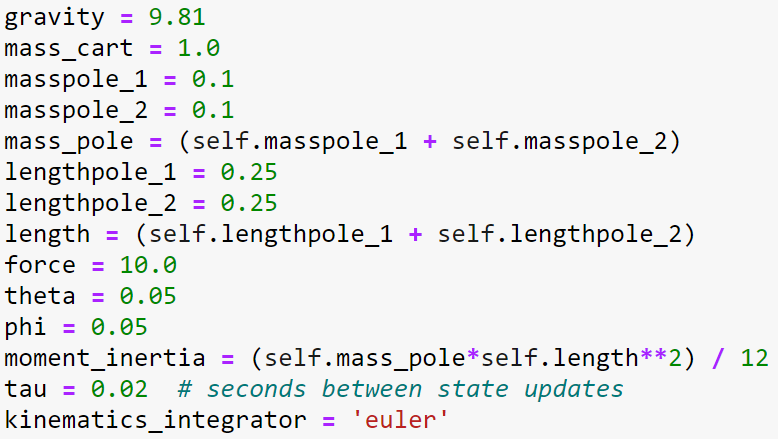 gravity = 9.81
mass_cart = 1.0
masspole_1 = 0.1
masspole_2 = 0.1
mass_pole = (self.masspole_1 + self.masspole_2)
lengthpole_1 = 0.25
lengthpole_2 = 0.25
length = (self.lengthpole_1 + self.lengthpole_2)
force = 10.0
theta = 0.05
phi = 0.05
moment_inertia = (self.mass_pole*self.length**2) / 12
tau = 0.02  # seconds between state updates
kinematics_integrator = 'euler'